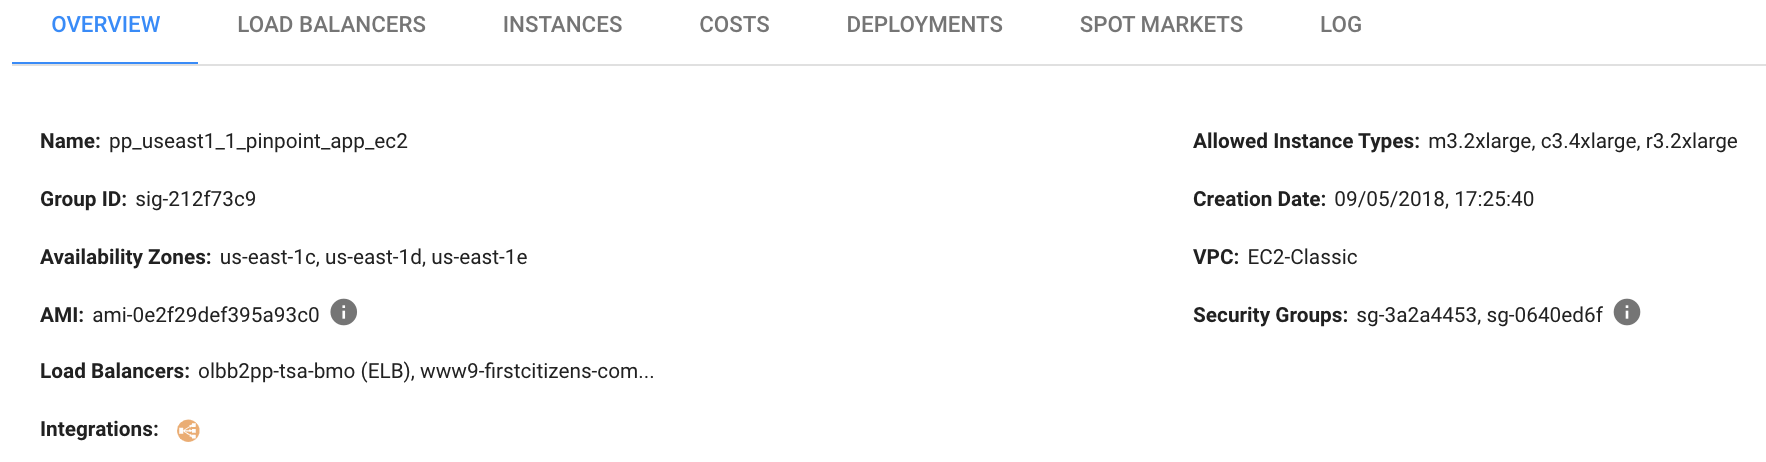 OVERVIEW LOAD BALANCERS INSTANCES COSTS DEPLOYMENTS SPOT MARKETS LOG
Name: pp_useast1_1_pinpoint_app_ec2
Allowed Instance Types: m3.2xlarge, c3.4xlarge, r3.2xlarge
Group ID: sig-212f73c9
Creation Date: 09/05/2018, 17:25:40
Availability Zones: us-east-1c, us-east-1d, us-east-1e
VPC: EC2-Classic
AMI: ami-0e2f29def395a93c0
Security Groups: sg-3a2a4453, sg-0640ed6f
Load Balancers: olbb2pp-tsa-bmo (ELB), www9-firstcitizens-com...
Integrations: